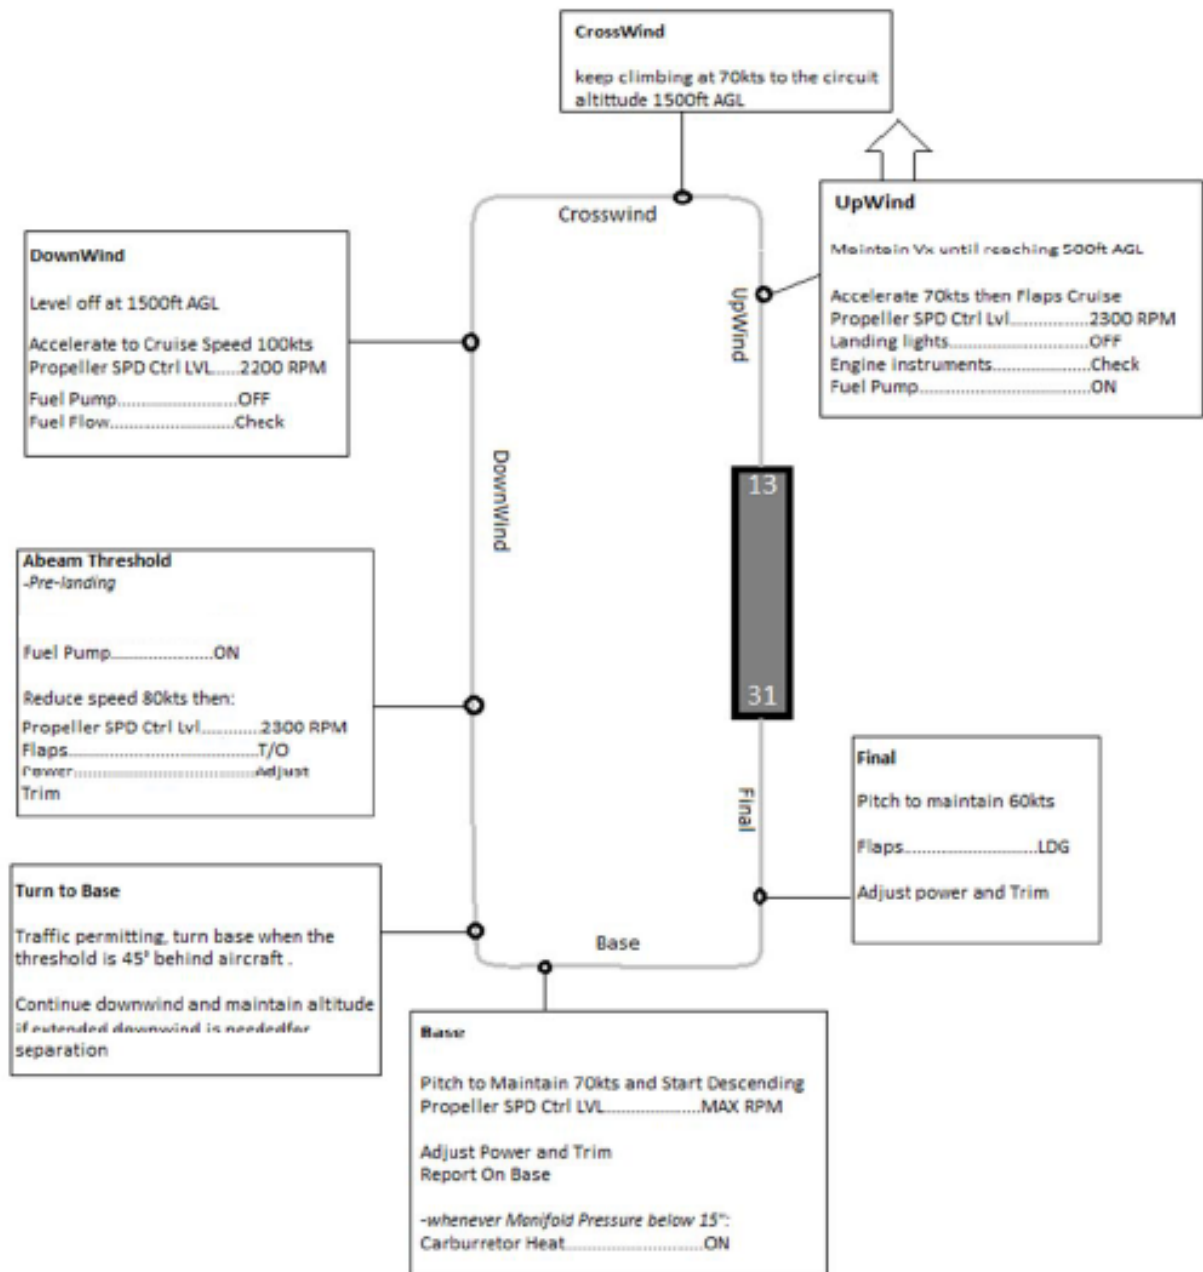 CrossWind
keep climbing at 70kts to the circuit
altittude 1500ft AGL
UpWind
Maintain Vx until reaching 500ft AGL
Accelerate 70kts then Flaps Cruise
Propeller SPD Ctrl Lvl....................2300 RPM
Landing lights...................................OFF
Engine instruments........................Check
Fuel Pump.........................................ON
Crosswind
UpWind
DownWind
Level off at 1500ft AGL
Accelerate to Cruise Speed 100kts
Propeller SPD Ctrl LVL......2200 RPM
Fuel Pump..............................OFF
Fuel Flow...............................Check
DownWind
13
31
Abeam Threshold
-Pre-landing
Fuel Pump..........................ON
Reduce speed 80kts then:
Propeller SPD Ctrl Lvl...............2300 RPM
Flaps................................................T/O
Power..............................................Adjust
Trim
Final
Final
Pitch to maintain 60kts
Flaps..................................LDG
Adjust power and Trim
Turn to Base
Traffic permitting, turn base when the
threshold is 45° behind aircraft .
Continue downwind and maintain altitude
if extended downwind is neededfor
separation
Base
Base
Pitch to Maintain 70kts and Start Descending
Propeller SPD Ctrl LVL........................MAX RPM
Adjust Power and Trim
Report On Base
-whenever Manifold Pressure below 15":
Carburretor Heat...................................ON